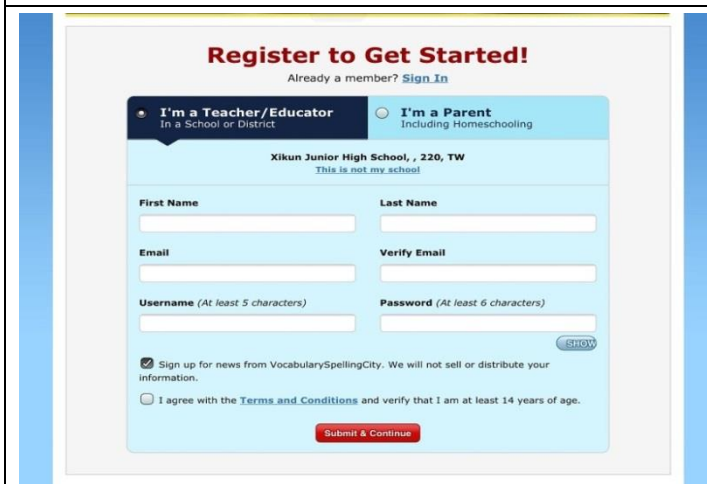 Register to Get Started!
Already a member? Sign In
I'm a Teacher/Educator
In a School or District
I'm a Parent
Including Homeschooling
Xikun Junior High School, , 220, TW
This is not my school
First Name
Last Name
Email
Verify Email
Username (At least 5 characters)
Password (At least 6 characters)
SHOW
Sign up for news from VocabularySpellingCity. We will not sell or distribute your
information.
I agree with the Terms and Conditions and verify that I am at least 14 years of age.
Submit & Continue